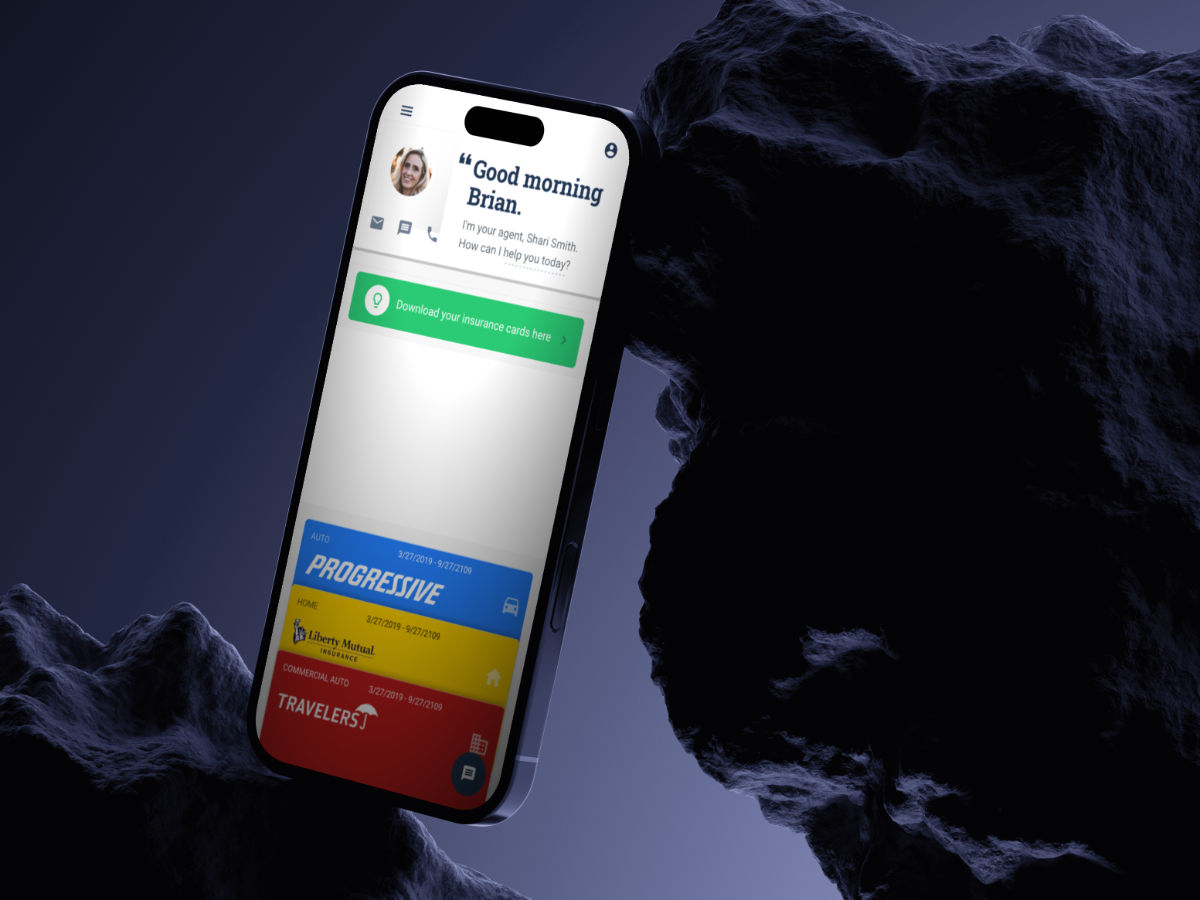 “Good morning
Brian.
I'm your agent, Shari Smith.
How can I help you today?
Download your insurance cards here
AUTO
3/27/2019 - 9/27/2109
PROGRESSIVE
HOME
3/27/2019 - 9/27/2109
Liberty Mutual.
INSURANCE
COMMERCIAL AUTO
3/27/2019 - 9/27/2109
TRAVELERS